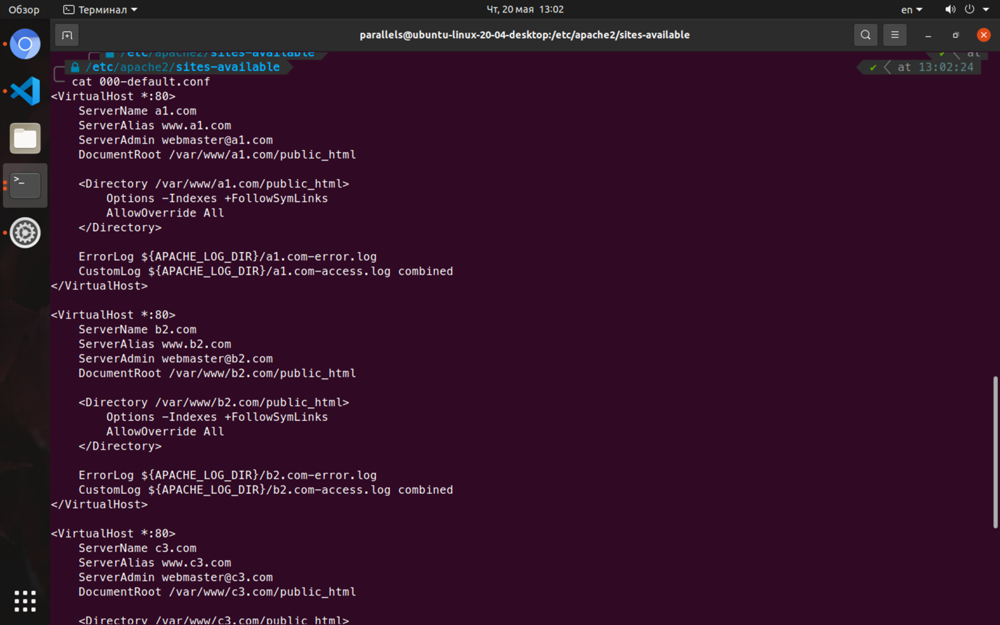 Обзор
Терминал
Чт, 20 мая 13:02
en
parallels@ubuntu-linux-20-04-desktop:/etc/apache2/sites-available
/etc/apache2/sites-available
at
/etc/apache2/sites-available
✔ at 13:02:24
cat 000-default.conf
<VirtualHost *:80>
ServerName a1.com
ServerAlias www.a1.com
ServerAdmin webmaster@a1.com
DocumentRoot /var/www/a1.com/public_html
<Directory /var/www/a1.com/public_html>
Options -Indexes +FollowSymLinks
AllowOverride All
</Directory>
ErrorLog ${APACHE_LOG_DIR}/a1.com-error.log
CustomLog ${APACHE_LOG_DIR}/a1.com-access.log combined
</VirtualHost>
<VirtualHost *:80>
ServerName b2.com
ServerAlias www.b2.com
ServerAdmin webmaster@b2.com
DocumentRoot /var/www/b2.com/public_html
<Directory /var/www/b2.com/public_html>
Options -Indexes +FollowSymLinks
AllowOverride All
</Directory>
ErrorLog ${APACHE_LOG_DIR}/b2.com-error.log
CustomLog ${APACHE_LOG_DIR}/b2.com-access.log combined
</VirtualHost>
<VirtualHost *:80>
ServerName c3.com
ServerAlias www.c3.com
ServerAdmin webmaster@c3.com
DocumentRoot /var/www/c3.com/public_html
<Directory /var/www/c3.com/public_html>